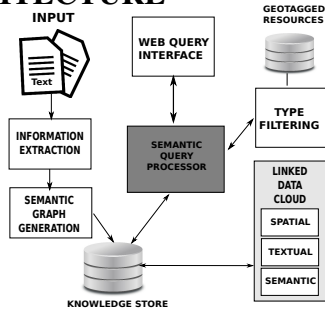 INPUT
GEOTAGGED
RESOURCES
WEB QUERY
INTERFACE
Text
TYPE
FILTERING
INFORMATION
EXTRACTION
SEMANTIC
QUERY
PROCESSOR
LINKED
DATA
CLOUD
SEMANTIC
GRAPH
GENERATION
SPATIAL
TEXTUAL
SEMANTIC
KNOWLEDGE STORE